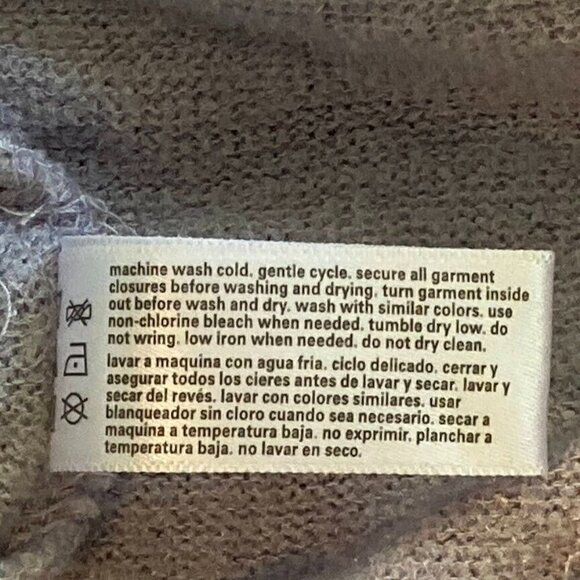 machine wash cold. gentle cycle. secure all garment
closures before washing and drying. turn garment inside
out before wash and dry. wash with similar colors. use
non-chlorine bleach when needed. tumble dry low. do
not wring. low iron when needed. do not dry clean.
lavar a maquina con agua fria. ciclo delicado. cerrar y
asegurar todos los cieres antes de lavar y secar. lavar y
secar del revés. lavar con colores similares. usar
blanqueador sin cloro cuando sea necesario. secar a
maquina a temperatura baja. no exprimir. planchar a
temperatura baja. no lavar en seco.